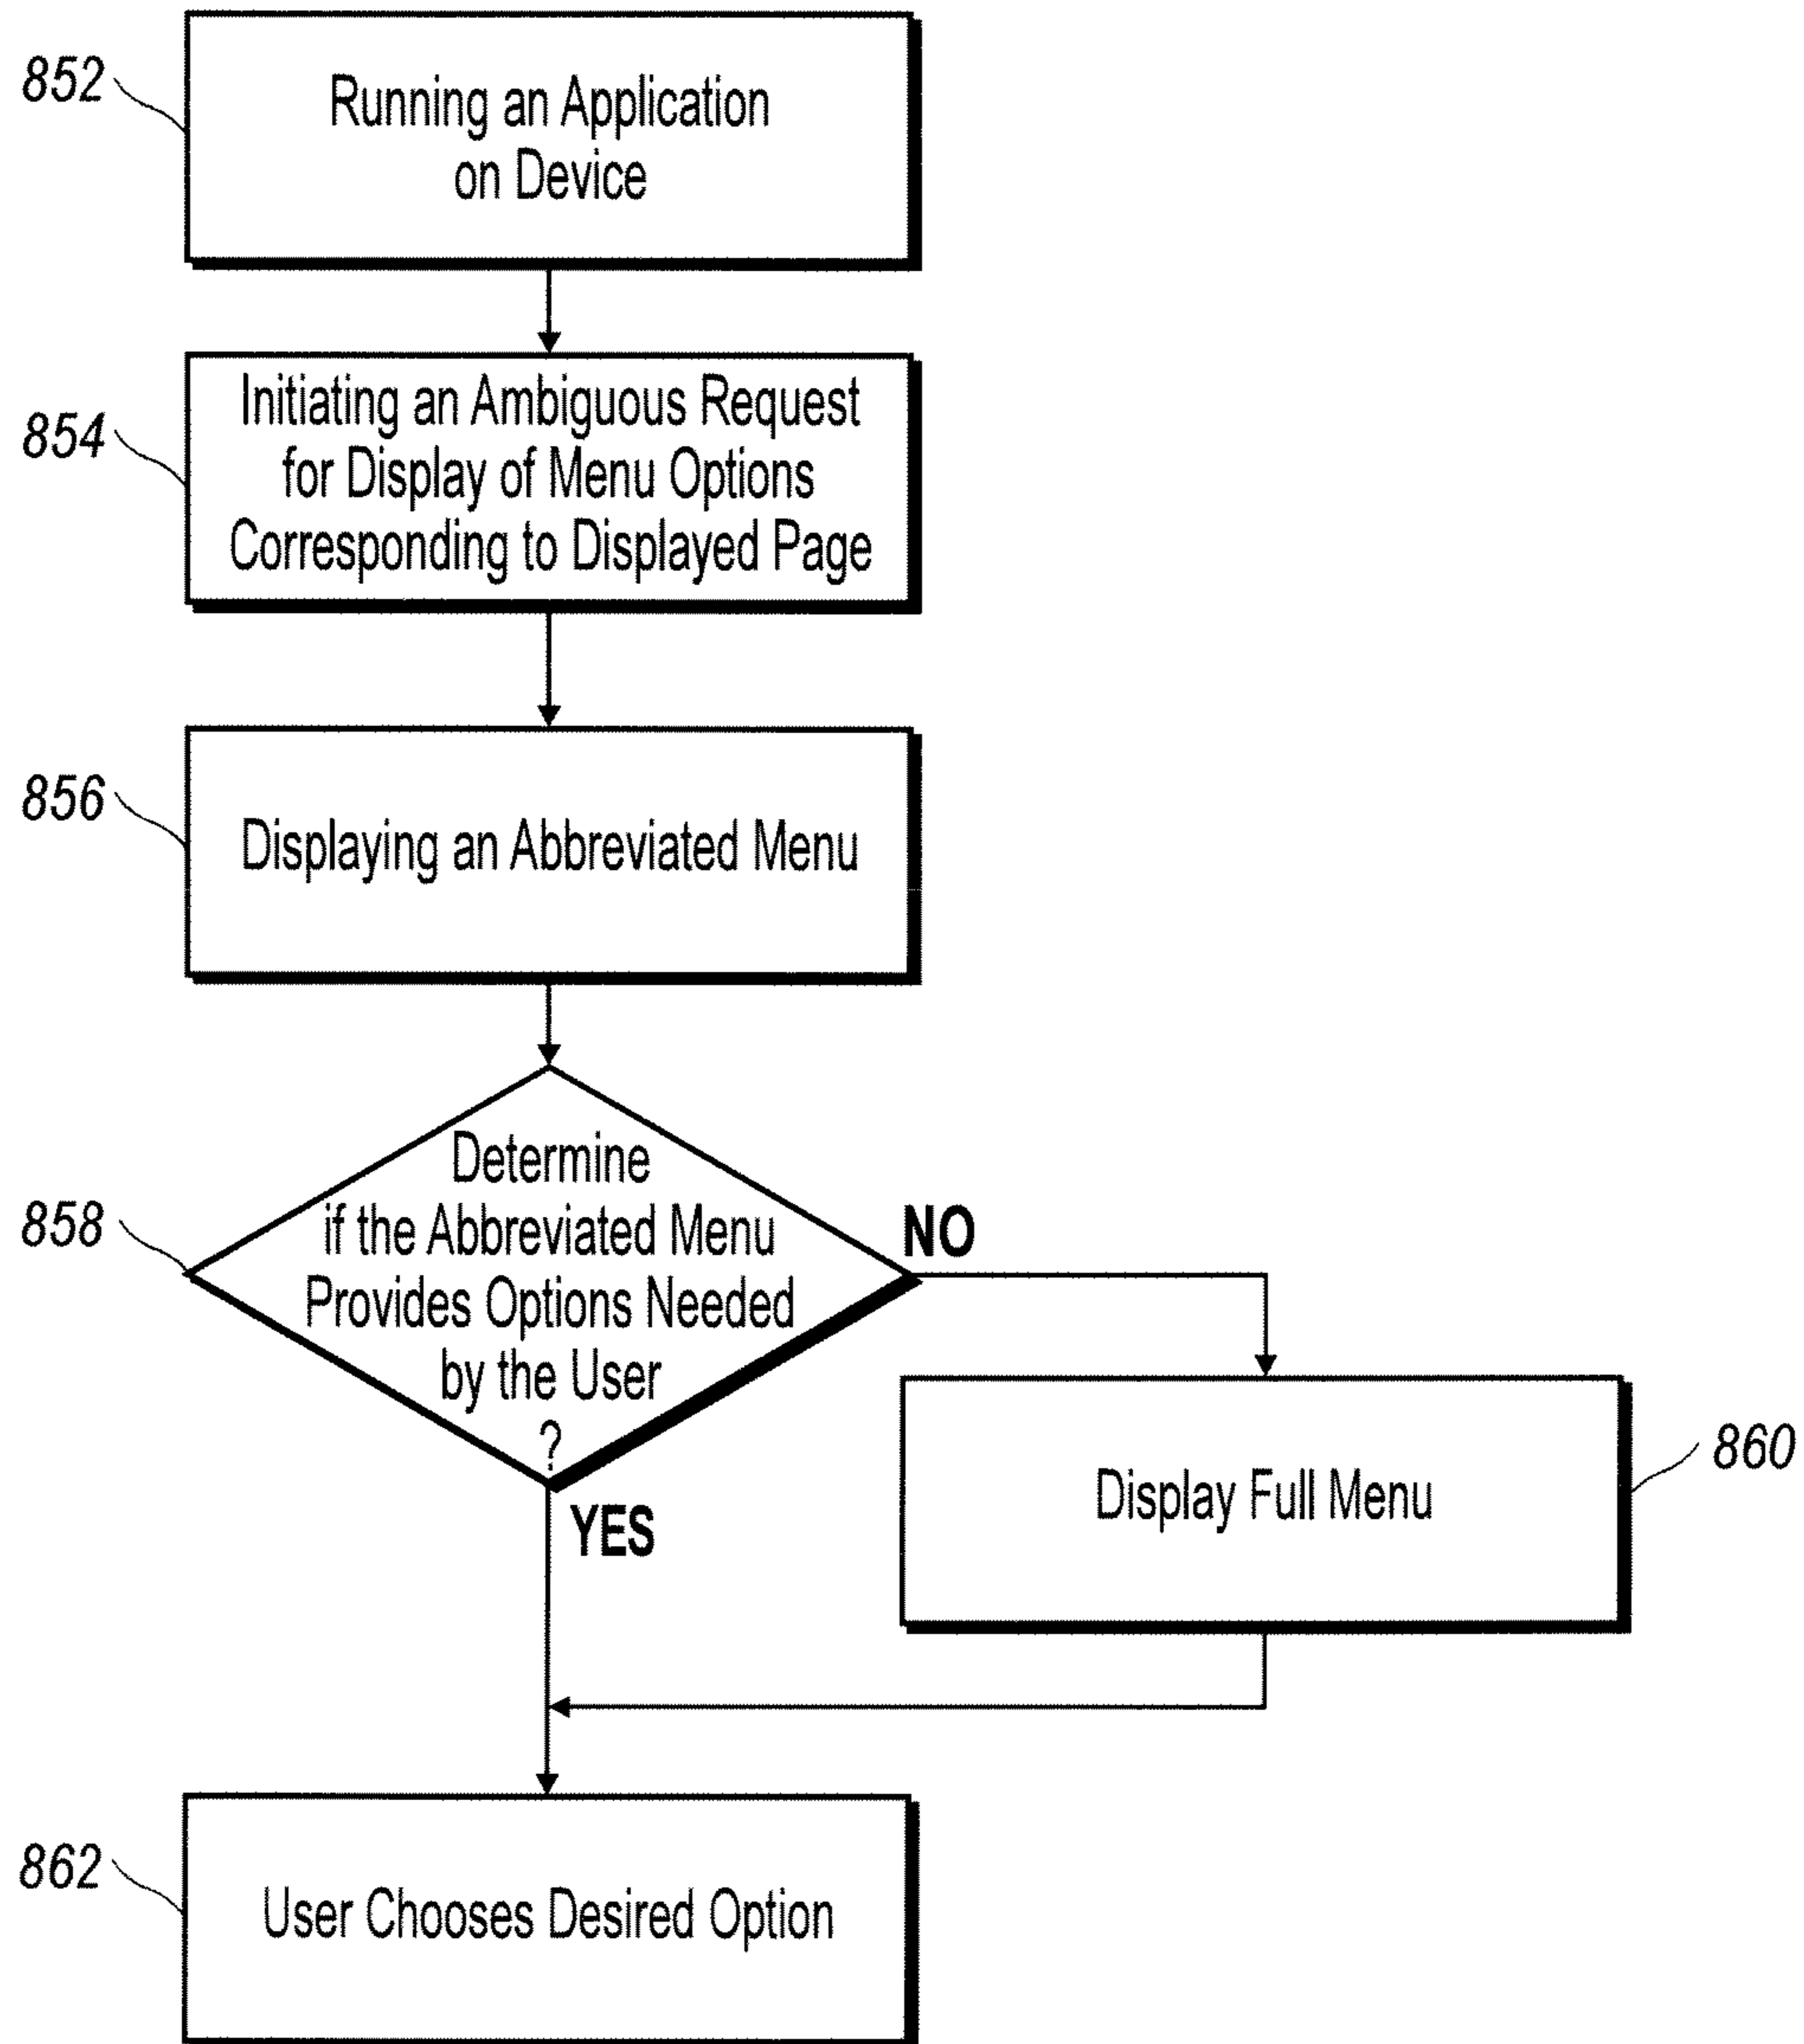 852
Running an Application
on Device
854
Initiating an Ambiguous Request
for Display of Menu Options
Corresponding to Displayed Page
856
Displaying an Abbreviated Menu
858
Determine
if the Abbreviated Menu
Provides Options Needed
by the User
?
NO
YES
Display Full Menu
860
862
User Chooses Desired Option